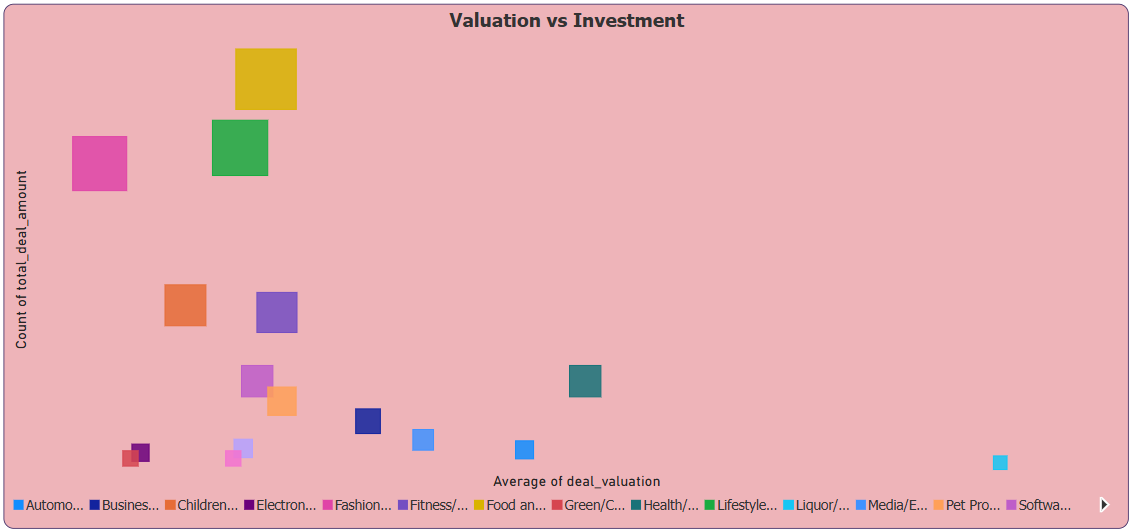 Valuation vs Investment
Count of total_deal_amount
Average of deal_valuation
Automo... Busines... Children... Electron... Fashion... Fitness/... Food an... Green/C... Health/... Lifestyle... Liquor/... Media/E... Pet Pro... Softwa...